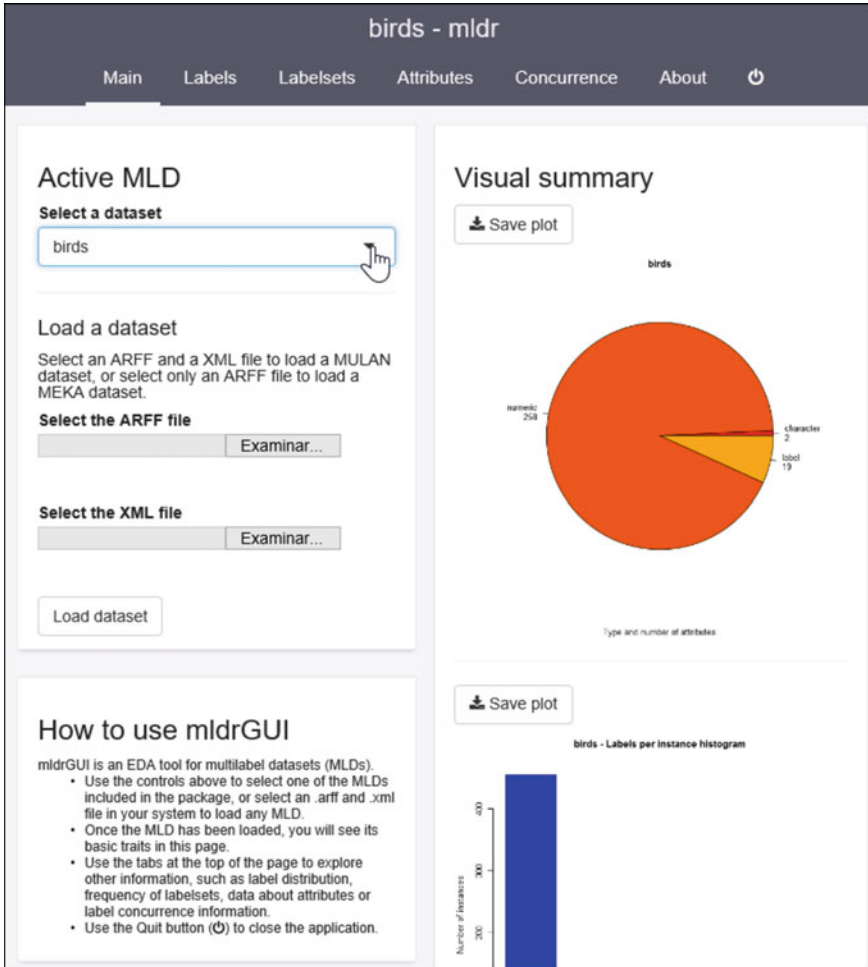 birds - mldr
Main Labels Labelsets Attributes Concurrence About
Active MLD
Select a dataset
birds
Load a dataset
Select an ARFF and a XML file to load a MULAN
dataset, or select only an ARFF file to load a
MEKA dataset.
Select the ARFF file
Examinar...
Select the XML file
Examinar...
Load dataset
How to use mldrGUI
mldrGUI is an EDA tool for multilabel datasets (MLDs).
• Use the controls above to select one of the MLDs
included in the package, or select an .arff and .xml
file in your system to load any MLD.
• Once the MLD has been loaded, you will see its
basic traits in this page.
• Use the tabs at the top of the page to explore
other information, such as label distribution,
frequency of labelsets, data about attributes or
label concurrence information.
• Use the Quit button (⏻) to close the application.
Visual summary
Save plot
birds
numeric
258
character
2
label
19
Type and number of attributes
Save plot
birds - Labels per instance histogram
Number of instances
400
300
200